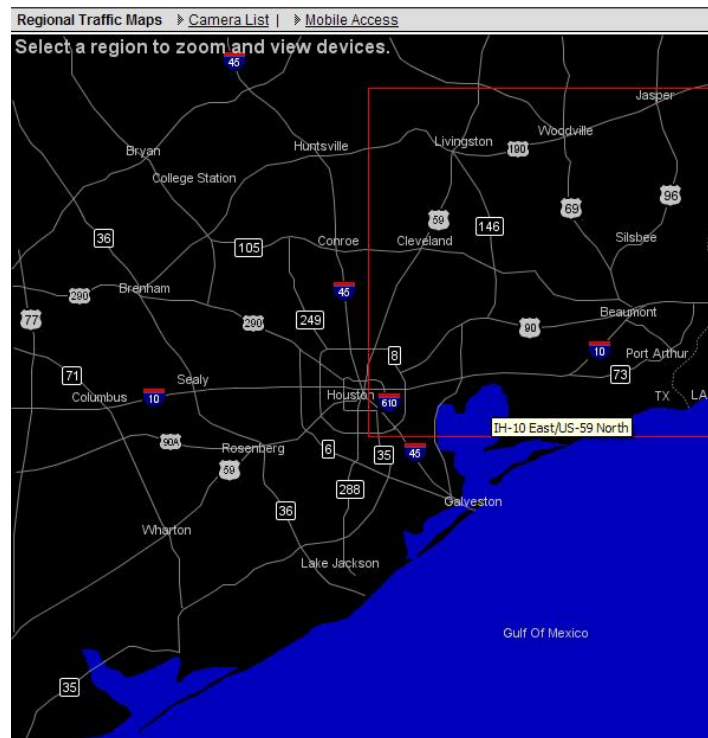 Regional Traffic Maps Camera List | Mobile Access
Select a region to zoom and view devices.
45
Jasper
Woodville
Livingston
Huntsville
Bryan
190
College Station
96
69
59
146
36
Conroe
Cleveland
Silsbee
105
Brenham
45
290
Beaumont
77
249
290
90
10
Port Arthur
8
71
Sealy
73
Columbus
10
Houston
610
TX
LA
IH-10 East/US-59 North
90A
Rosenberg
6
35
45
59
288
Galveston
36
Wharton
Lake Jackson
Gulf Of Mexico
35